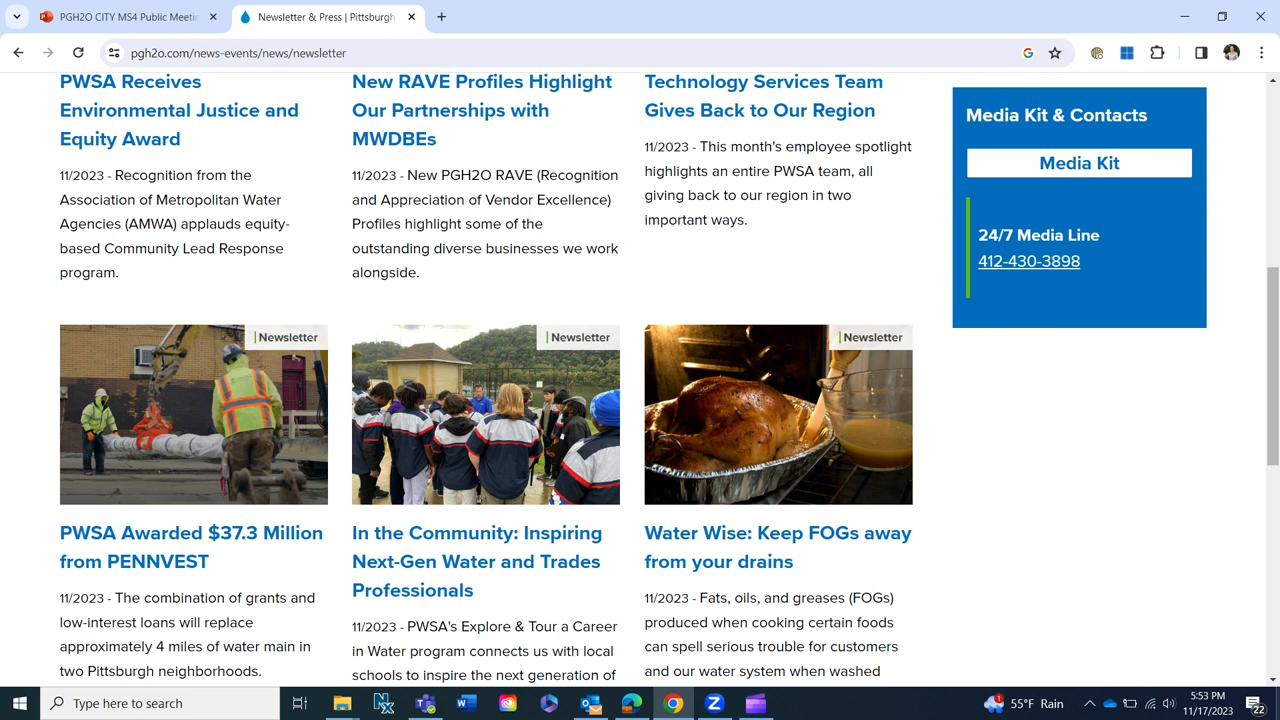 PGH2O CITY MS4 Public Meetin
Newsletter & Press | Pittsburgh
pgh2o.com/news-events/news/newsletter
PWSA Receives
Environmental Justice and
Equity Award
11/2023 - Recognition from the
Association of Metropolitan Water
Agencies (AMWA) applauds equity-
based Community Lead Response
program.
New RAVE Profiles Highlight
Our Partnerships with
MWDBEs
11/2023 - New PGH2O RAVE (Recognition
and Appreciation of Vendor Excellence)
Profiles highlight some of the
outstanding diverse businesses we work
alongside.
Technology Services Team
Gives Back to Our Region
11/2023 - This month's employee spotlight
highlights an entire PWSA team, all
giving back to our region in two
important ways.
Media Kit & Contacts
Media Kit
24/7 Media Line
412-430-3898
Newsletter
PWSA Awarded $37.3 Million
from PENNVEST
11/2023 - The combination of grants and
low-interest loans will replace
approximately 4 miles of water main in
two Pittsburgh neighborhoods.
Newsletter
In the Community: Inspiring
Next-Gen Water and Trades
Professionals
11/2023 - PWSA's Explore & Tour a Career
in Water program connects us with local
schools to inspire the next generation of
Newsletter
Water Wise: Keep FOGs away
from your drains
11/2023 - Fats, oils, and greases (FOGs)
produced when cooking certain foods
can spell serious trouble for customers
and our water system when washed
Type here to search
55°F Rain
5:53 PM
11/17/2023
22